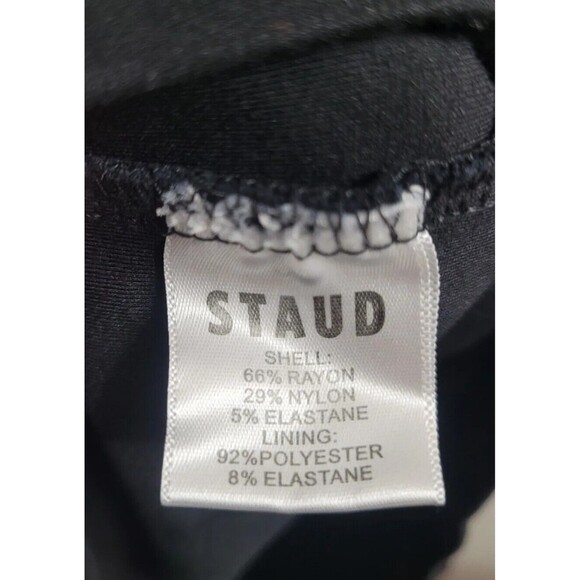 STAUD
SHELL:
66% RAYON
29% NYLON
5% ELASTANE
LINING:
92%POLYESTER
8% ELASTANE